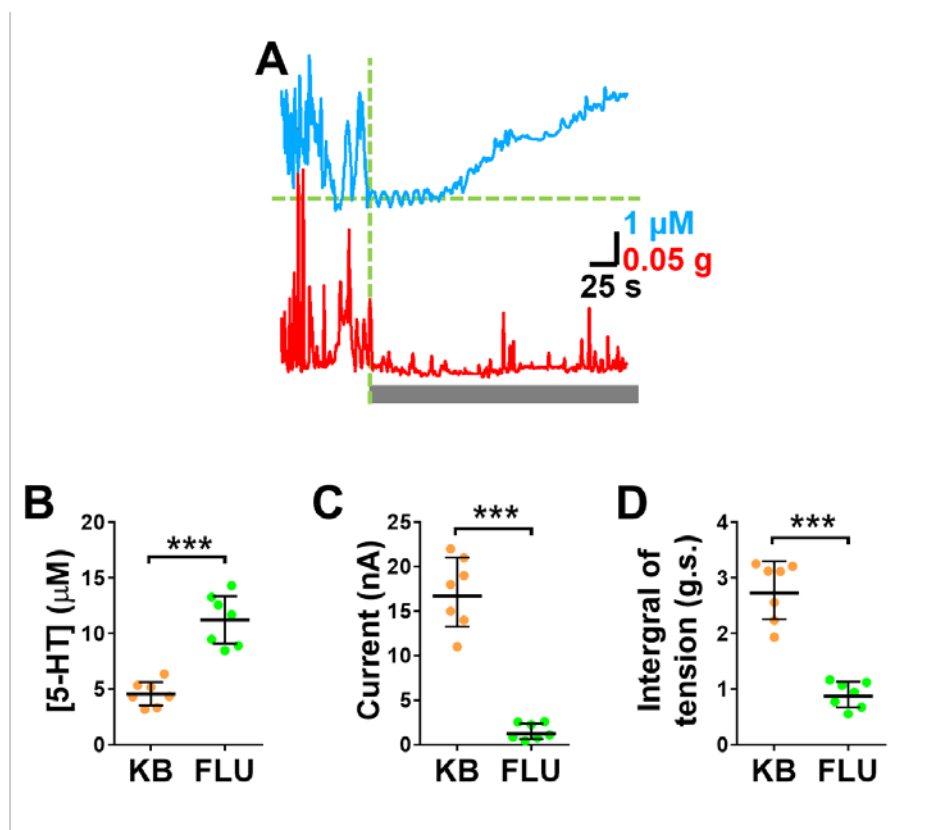 A
1 μM
0.05 g
25 s
B
[5-HT] (μM)
20
15
10
5
0
***
KB FLU
C
Current (nA)
25
20
15
10
5
0
***
KB FLU
D
Intergral of
tension (g.s.)
4
3
2
1
0
***
KB FLU